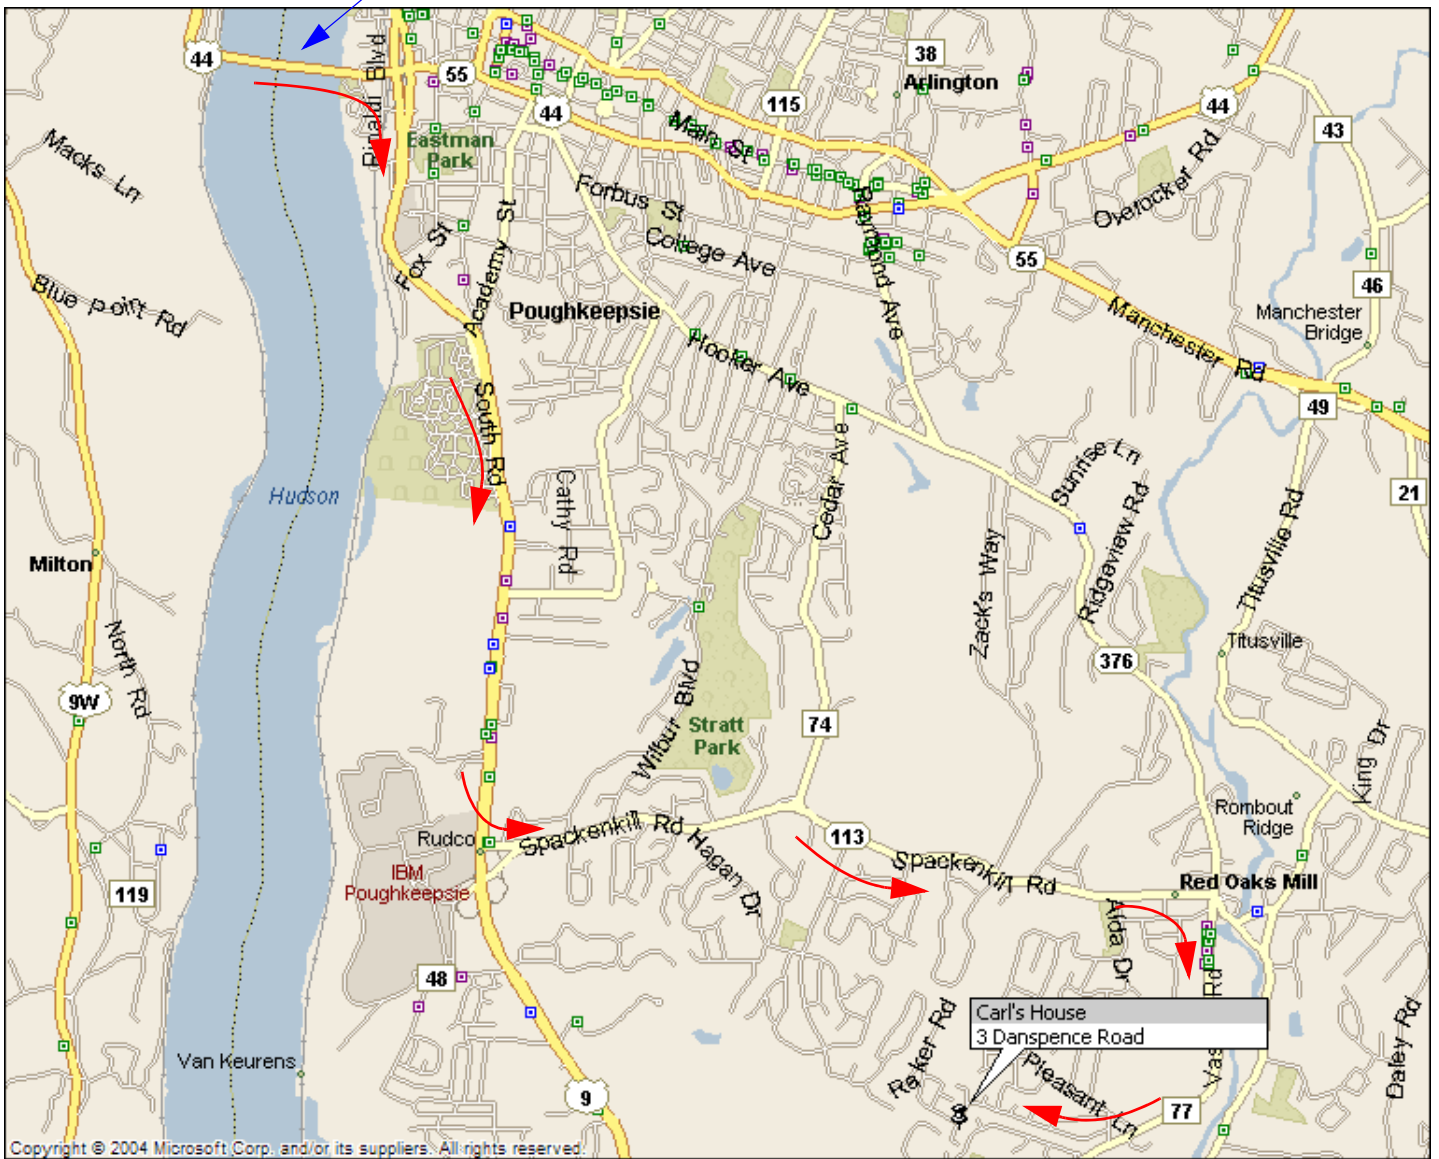 44
Rinaldi Blvd
55
38
Arlington
115
44
44
43
Macks Ln
Eastman
Park
Main St
Overlocker Rd
Forbus St
Academy St
Fox St
College Ave
Raymond Ave
55
46
Blue point Rd
Poughkeepsie
Manchester
Bridge
Manchester Rd
Hooker Ave
South Rd
49
Sunrise Ln
21
Hudson
Cathy Rd
Cedar Ave
Ridgeview Rd
Titusville Rd
Zack's Way
Milton
North Rd
376
Titusville
9W
Wilbur Blvd
Stratt
Park
74
King Dr
Rombout
Ridge
Rudco
Spackenkill Rd
Hagan Dr
113
Spackenkill Rd
IBM
Poughkeepsie
119
Red Oaks Mill
Alda Dr
48
Rd
Carl's House
3 Danspence Road
Daley Rd
Van Keurens
Pleasant Ln
9
77
Copyright © 2004 Microsoft Corp. and/or its suppliers. All rights reserved.